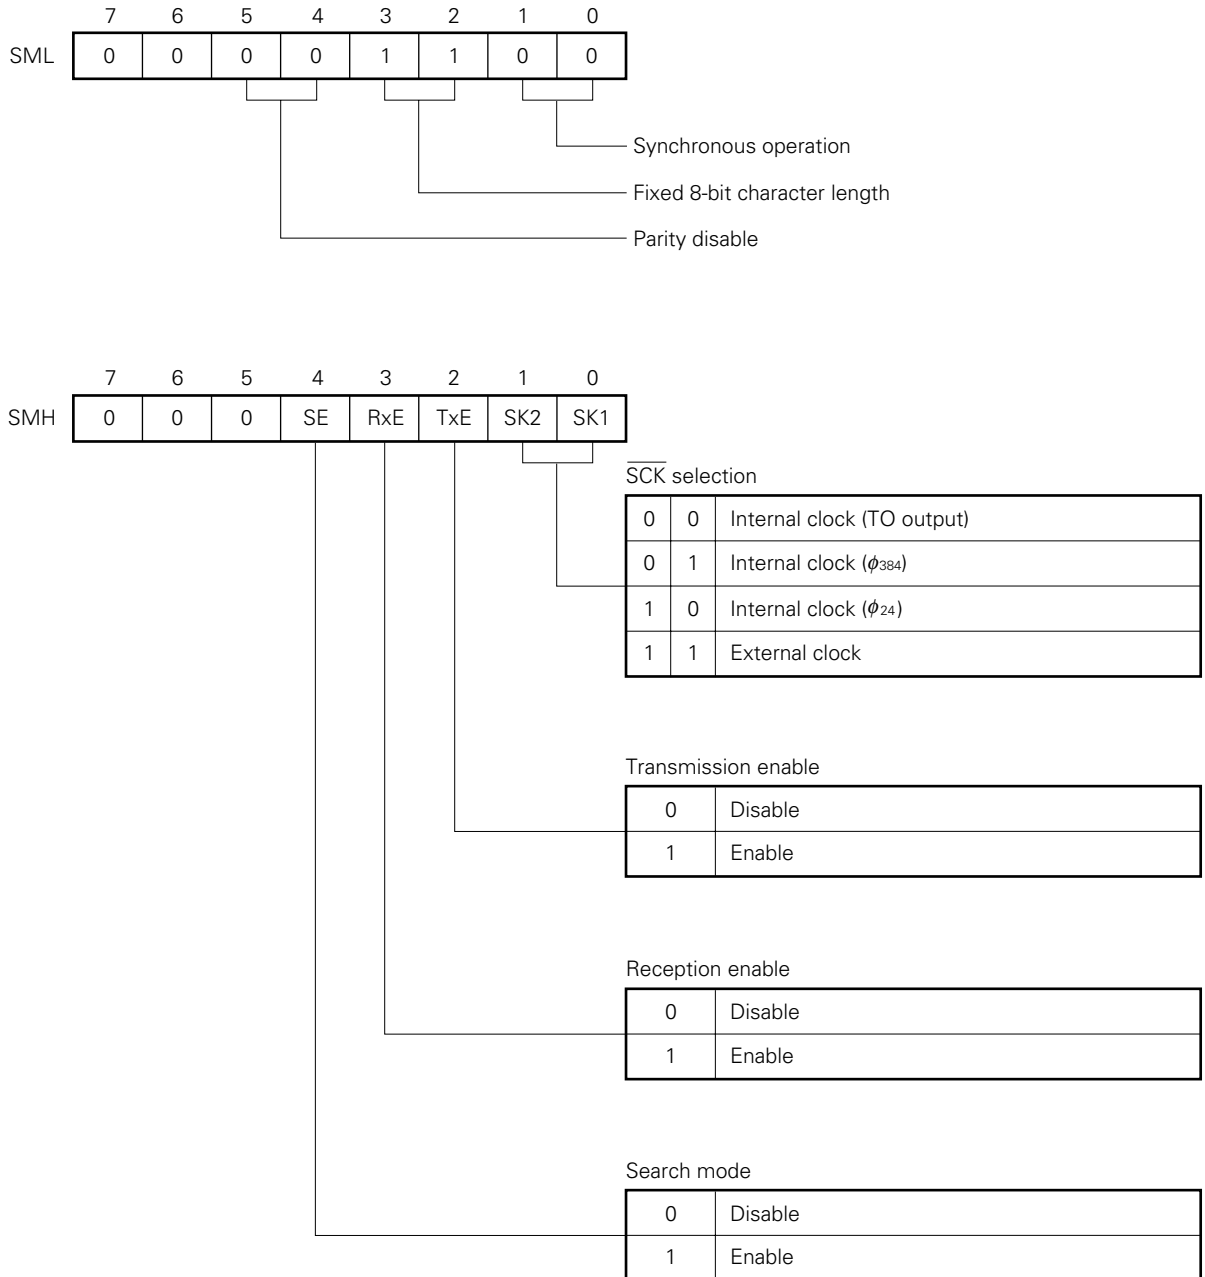 7 6 5 4 3 2 1 0
SML 0 0 0 0 1 1 0 0
Synchronous operation
Fixed 8-bit character length
Parity disable
7 6 5 4 3 2 1 0
SMH 0 0 0 SE RxE TxE SK2 SK1
SCK selection
0 0 Internal clock (TO output)
0 1 Internal clock (ϕ384)
1 0 Internal clock (ϕ24)
1 1 External clock
Transmission enable
0 Disable
1 Enable
Reception enable
0 Disable
1 Enable
Search mode
0 Disable
1 Enable